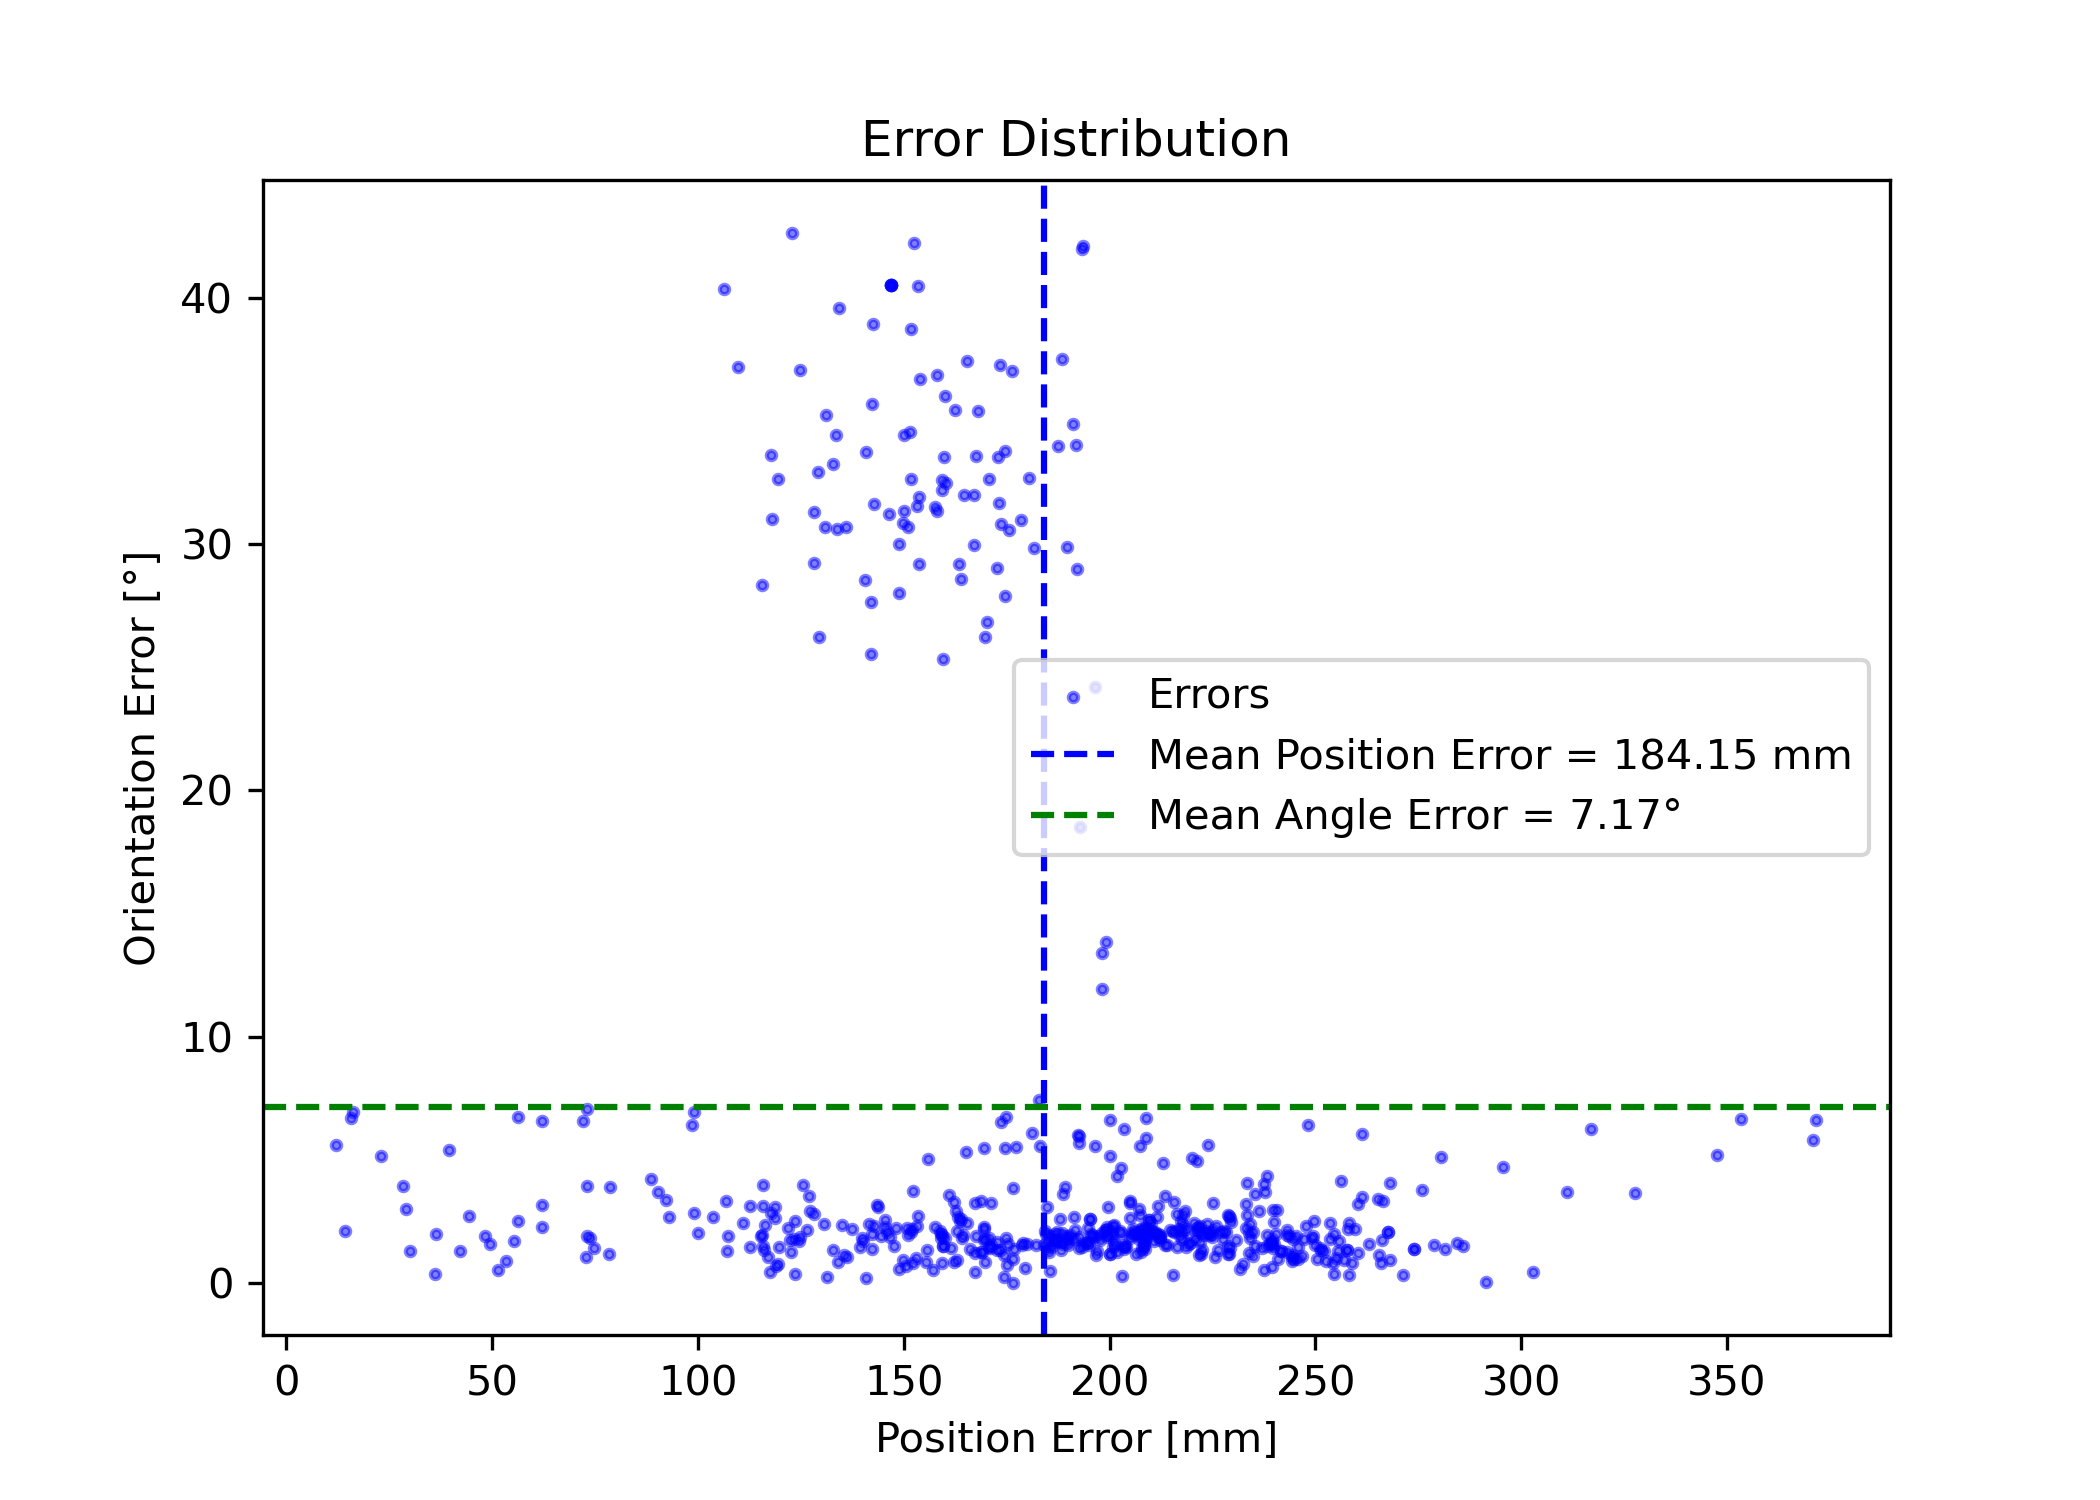 Error Distribution
Orientation Error [°]
40
30
20
10
0
Errors
Mean Position Error = 184.15 mm
Mean Angle Error = 7.17°
0 50 100 150 200 250 300 350
Position Error [mm]